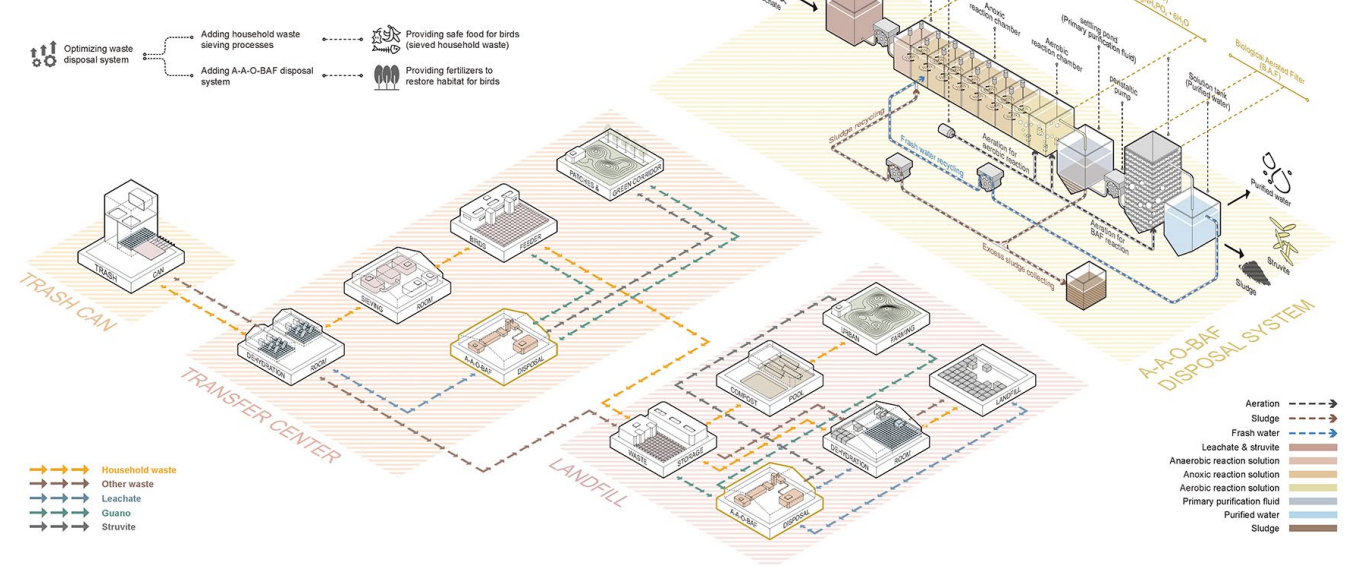 Optimizing waste
disposal system
Adding household waste
sieving processes
Providing safe food for birds
(sieved household waste)
Adding A-A-O-BAF disposal
system
Providing fertilizers to
restore habitat for birds
Anoxic
reaction chamber
Aerobic
reaction chamber
settling pond
(Primary purification fluid)
peristaltic
pump
Solution tank
(Purified water)
Biological Aerated Filter
(B.A.F)
Sludge recycling
Frash water recycling
Aeration for
aerobic reaction
Aeration for
BAF reaction
Excess sludge collecting
Purified water
Struvite
Sludge
A-A-O-BAF
DISPOSAL SYSTEM
TRASH CAN
TRASH CAN
TRANSFER CENTER
DEHYDRATION ROOM
SIEVING ROOM
BIRDS FEEDER
PATCHES & GREEN CORRIDOR
A-A-O-BAF DISPOSAL
LANDFILL
WASTE STORAGE
COMPOST POOL
URBAN FARMING
LANDFILL
DEHYDRATION ROOM
A-A-O-BAF DISPOSAL
Household waste
Other waste
Leachate
Guano
Struvite
Aeration
Sludge
Frash water
Leachate & struvite
Anaerobic reaction solution
Anoxic reaction solution
Aerobic reaction solution
Primary purification fluid
Purified water
Sludge